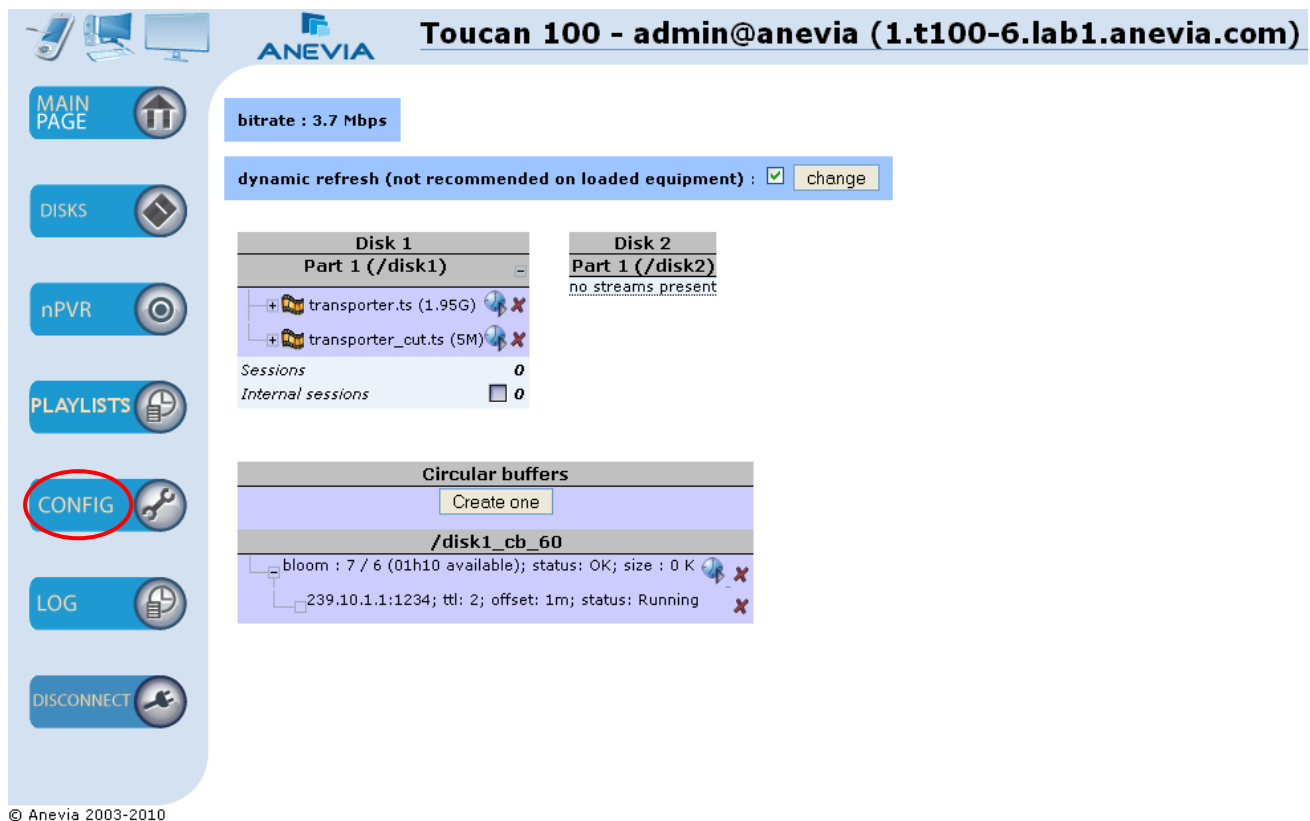 ANEVIA
Toucan 100 - admin@anevia (1.t100-6.lab1.anevia.com)
MAIN
PAGE
DISKS
nPVR
PLAYLISTS
CONFIG
LOG
DISCONNECT
bitrate : 3.7 Mbps
dynamic refresh (not recommended on loaded equipment) : change
Disk 1
Part 1 (/disk1)
transporter.ts (1.95G)
transporter_cut.ts (5M)
Sessions 0
Internal sessions 0
Disk 2
Part 1 (/disk2)
no streams present
Circular buffers
Create one
/disk1_cb_60
bloom : 7 / 6 (01h10 available); status: OK; size : 0 K
239.10.1.1:1234; ttl: 2; offset: 1m; status: Running
© Anevia 2003-2010